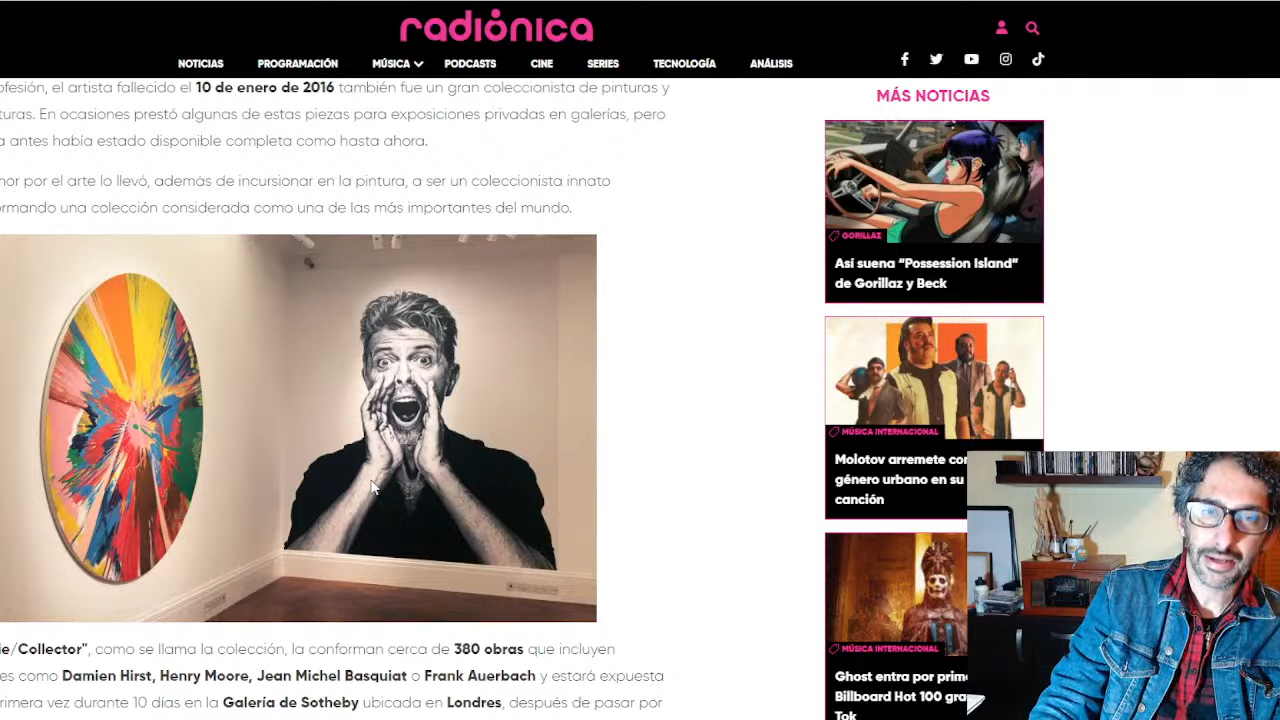 radiónica
NOTICIAS PROGRAMACIÓN MÚSICA PODCASTS CINE SERIES TECNOLOGÍA ANÁLISIS
ofesión, el artista fallecido el 10 de enero de 2016 también fue un gran coleccionista de pinturas y
turas. En ocasiones prestó algunas de estas piezas para exposiciones privadas en galerías, pero
a antes había estado disponible completa como hasta ahora.
nor por el arte lo llevo, además de incursionar en la pintura, a ser un coleccionista innato
ormando una colección considerada como una de las más importantes del mundo.
ie/Collector", como se llama la colección, la conforman cerca de 380 obras que incluyen
es como Damien Hirst, Henry Moore, Jean Michel Basquiat o Frank Auerbach y estará expuesta
rimera vez durante 10 días en la Galería de Sotheby ubicada en Londres, después de pasar por
MÁS NOTICIAS
GORILLAZ
Así suena “Possession Island”
de Gorillaz y Beck
MÚSICA INTERNACIONAL
Molotov arremete con
género urbano en su
canción
MÚSICA INTERNACIONAL
Ghost entra por prime
Billboard Hot 100 gra
Tok